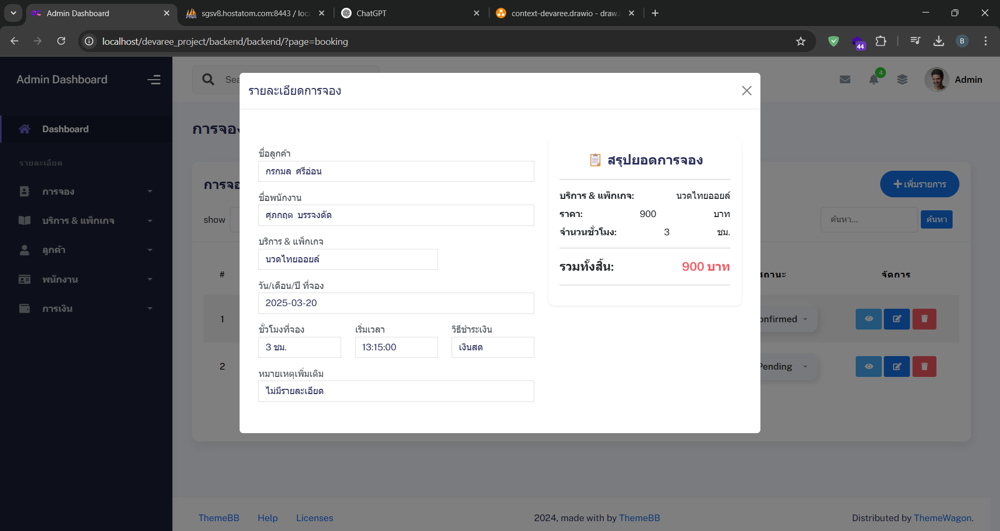 Admin Dashboard
sgsv8.hostatom.com:8443 / loca
ChatGPT
context-devaree.drawio - draw.i
localhost/devaree_project/backend/backend/?page=booking
44
B
Admin Dashboard
4
Admin
Dashboard
รายละเอียด
การจอง
บริการ & แพ็กเกจ
ลูกค้า
พนักงาน
การเงิน
รายละเอียดการจอง
ชื่อลูกค้า
กรกมล ศรีอ่อน
ชื่อพนักงาน
ศุภกฤต บรรจงดัด
บริการ & แพ็กเกจ
นวดไทยออยล์
วัน/เดือน/ปี ที่จอง
2025-03-20
ชั่วโมงที่จอง เริ่มเวลา วิธีชำระเงิน
3 ชม. 13:15:00 เงินสด
หมายเหตุเพิ่มเติม
ไม่มีรายละเอียด
สรุปยอดการจอง
บริการ & แพ็กเกจ: นวดไทยออยล์
ราคา: 900 บาท
จำนวนชั่วโมง: 3 ชม.
รวมทั้งสิ้น: 900 บาท
การจอง
การจอ
เพิ่มรายการ
show
ค้นหา... ค้นหา
# จัดการ
1 onfirmed
2 Pending
ThemeBB Help Licenses
2024, made with by ThemeBB
Distributed by ThemeWagon.